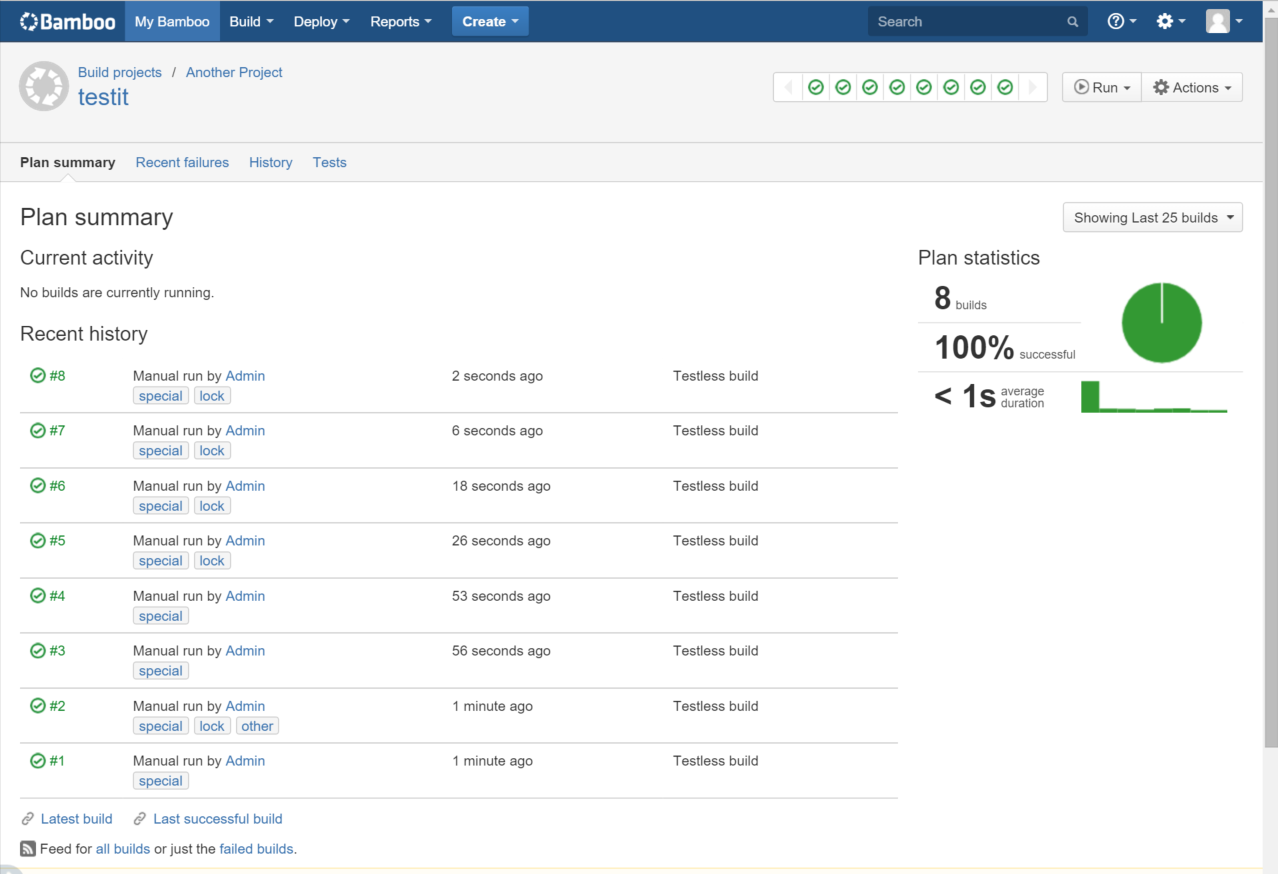 Bamboo My Bamboo Build Deploy Reports Create Search
Build projects / Another Project
testit
Run Actions
Plan summary Recent failures History Tests
Plan summary
Showing Last 25 builds
Current activity
No builds are currently running.
Recent history
#8 Manual run by Admin 2 seconds ago Testless build
special lock
#7 Manual run by Admin 6 seconds ago Testless build
special lock
#6 Manual run by Admin 18 seconds ago Testless build
special lock
#5 Manual run by Admin 26 seconds ago Testless build
special lock
#4 Manual run by Admin 53 seconds ago Testless build
special
#3 Manual run by Admin 56 seconds ago Testless build
special
#2 Manual run by Admin 1 minute ago Testless build
special lock other
#1 Manual run by Admin 1 minute ago Testless build
special
Latest build Last successful build
Feed for all builds or just the failed builds.
Plan statistics
8 builds
100% successful
< 1s average
duration